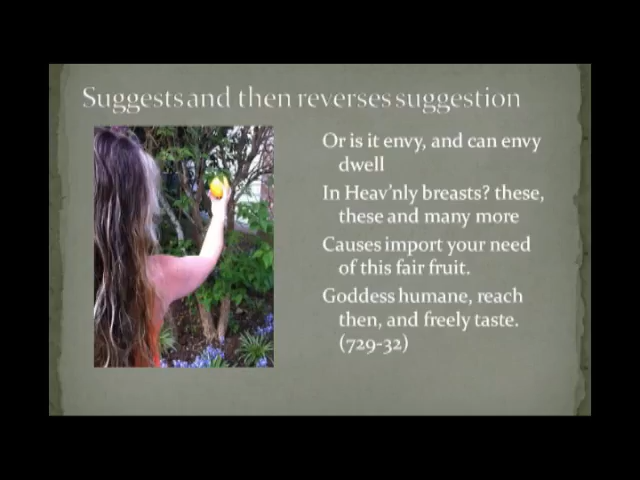 Suggests and then reverses suggestion
Or is it envy, and can envy
dwell
In Heav'nly breasts? these,
these and many more
Causes import your need
of this fair fruit.
Goddess humane, reach
then, and freely taste.
(729-32)